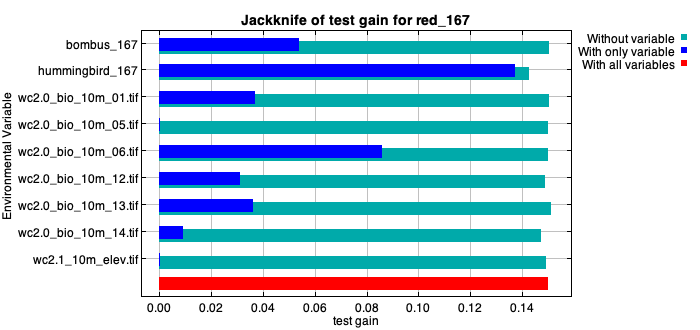 Jackknife of test gain for red_167
Without variable
With only variable
With all variables
Environmental Variable
bombus_167
hummingbird_167
wc2.0_bio_10m_01.tif
wc2.0_bio_10m_05.tif
wc2.0_bio_10m_06.tif
wc2.0_bio_10m_12.tif
wc2.0_bio_10m_13.tif
wc2.0_bio_10m_14.tif
wc2.1_10m_elev.tif
0.00 0.02 0.04 0.06 0.08 0.10 0.12 0.14
test gain